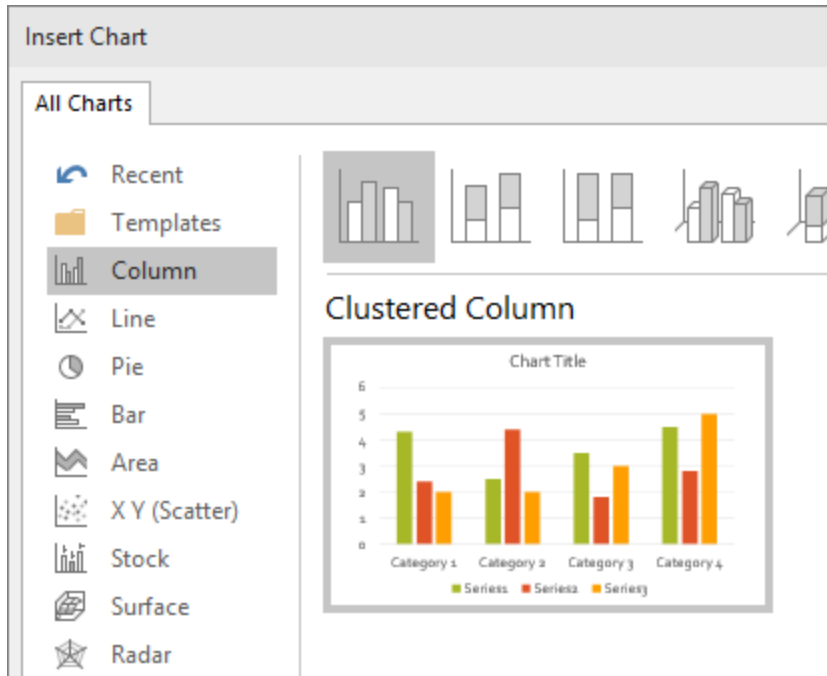 Insert Chart
All Charts
Recent
Templates
Column
Line
Pie
Bar
Area
X Y (Scatter)
Stock
Surface
Radar
Clustered Column
Chart Title
6
5
4
3
2
1
0
Category 1 Category 2 Category 3 Category 4
Series1 Series2 Series3